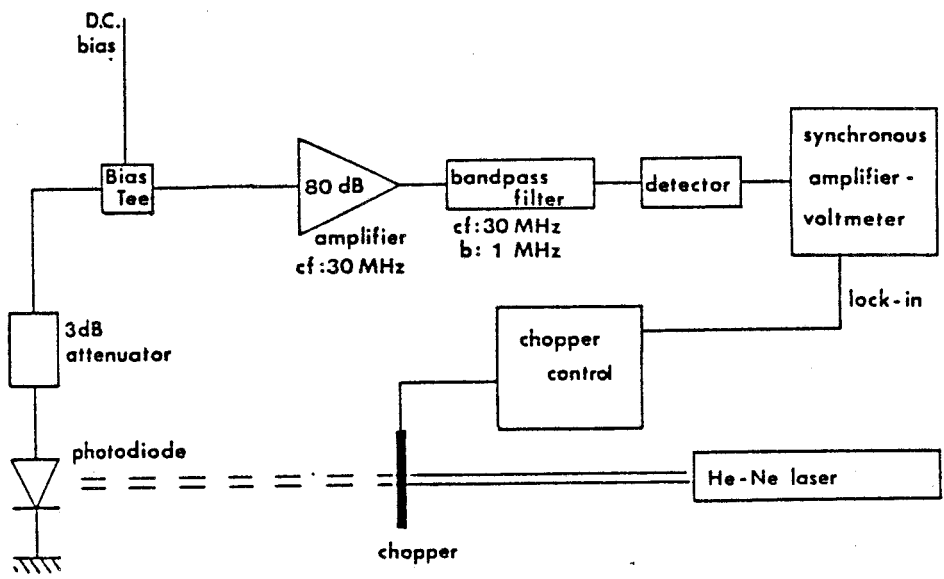 D.C.
bias
Bias
Tee
80 dB
amplifier
cf:30 MHz
bandpass
filter
cf:30 MHz
b: 1 MHz
detector
synchronous
amplifier-
voltmeter
lock-in
3dB
attenuator
chopper
control
photodiode
He-Ne laser
chopper